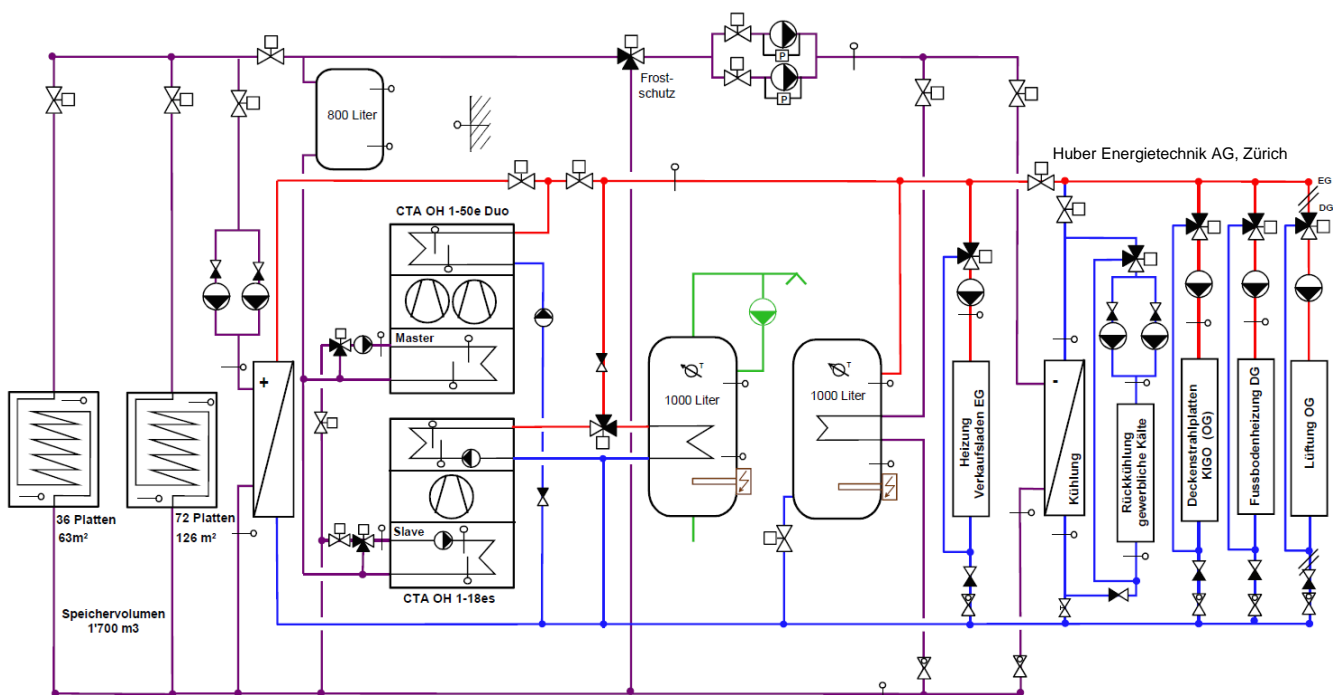 P
P
Frost-
schutz
800 Liter
Huber Energietechnik AG, Zürich
EG
DG
CTA OH 1-50e Duo
Master
+
T
1000 Liter
T
1000 Liter
Heizung
Verkaufsladen EG
-
Kühlung
Rückkühlung
gewerbliche Kälte
Deckenstrahlplatten
KIGO (OG)
Fussbodenheizung DG
Lüftung OG
36 Platten
63m²
72 Platten
126 m²
Slave
CTA OH 1-18es
Speichervolumen
1'700 m3